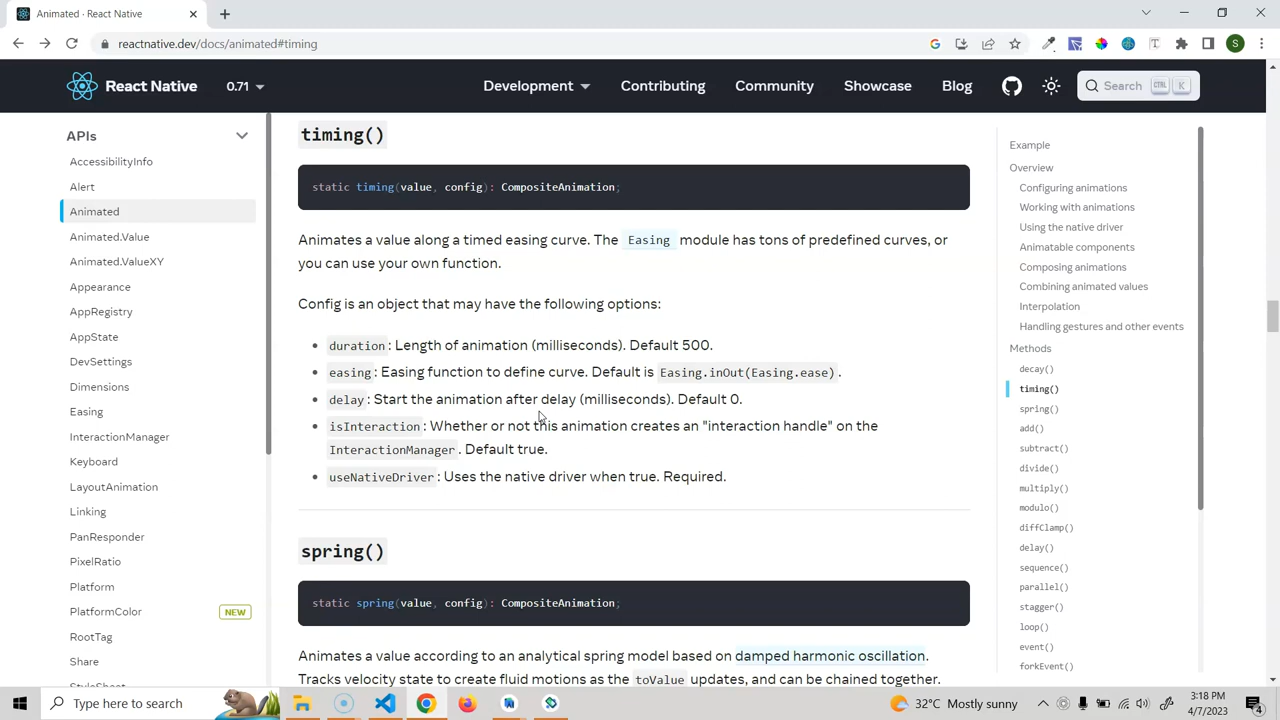 Animated · React Native
reactnative.dev/docs/animated#timing
G
T
S
React Native
0.71
Development
Contributing
Community
Showcase
Blog
Search
CTRL
K
APIs
AccessibilityInfo
Alert
Animated
Animated.Value
Animated.ValueXY
Appearance
AppRegistry
AppState
DevSettings
Dimensions
Easing
InteractionManager
Keyboard
LayoutAnimation
Linking
PanResponder
PixelRatio
Platform
PlatformColor NEW
RootTag
Share
StyleSheet
timing()
static timing(value, config): CompositeAnimation;
Animates a value along a timed easing curve. The Easing module has tons of predefined curves, or
you can use your own function.
Config is an object that may have the following options:
duration: Length of animation (milliseconds). Default 500.
easing: Easing function to define curve. Default is Easing.inOut(Easing.ease).
delay: Start the animation after delay (milliseconds). Default 0.
isInteraction: Whether or not this animation creates an "interaction handle" on the
InteractionManager. Default true.
useNativeDriver: Uses the native driver when true. Required.
spring()
static spring(value, config): CompositeAnimation;
Animates a value according to an analytical spring model based on damped harmonic oscillation.
Tracks velocity state to create fluid motions as the toValue updates, and can be chained together.
Example
Overview
Configuring animations
Working with animations
Using the native driver
Animatable components
Composing animations
Combining animated values
Interpolation
Handling gestures and other events
Methods
decay()
timing()
spring()
add()
subtract()
divide()
multiply()
modulo()
diffClamp()
delay()
sequence()
parallel()
stagger()
loop()
event()
forkEvent()
Type here to search
32°C Mostly sunny
3:18 PM
4/7/2023
4